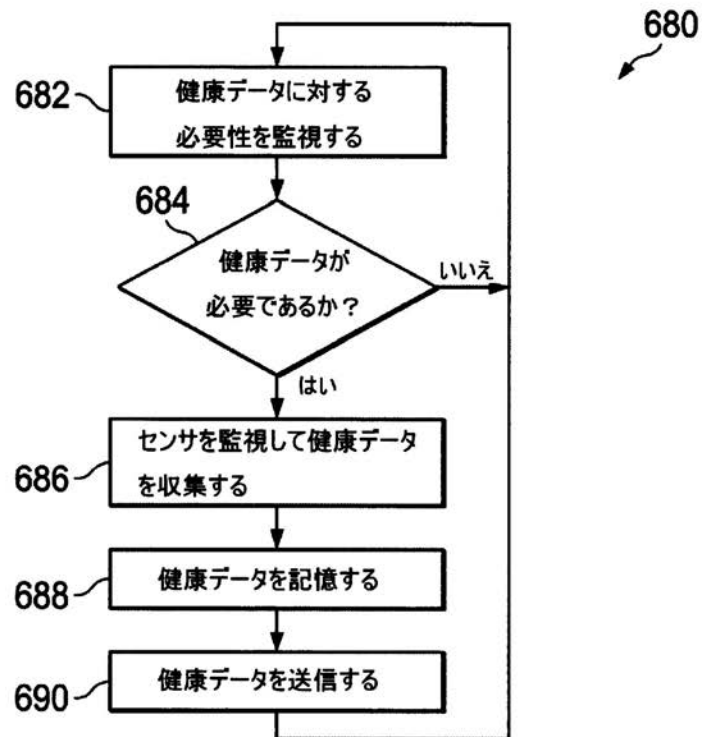 680
682
健康データに対する
必要性を監視する
684
健康データが
必要であるか？
いいえ
はい
686
センサを監視して健康データ
を収集する
688
健康データを記憶する
690
健康データを送信する